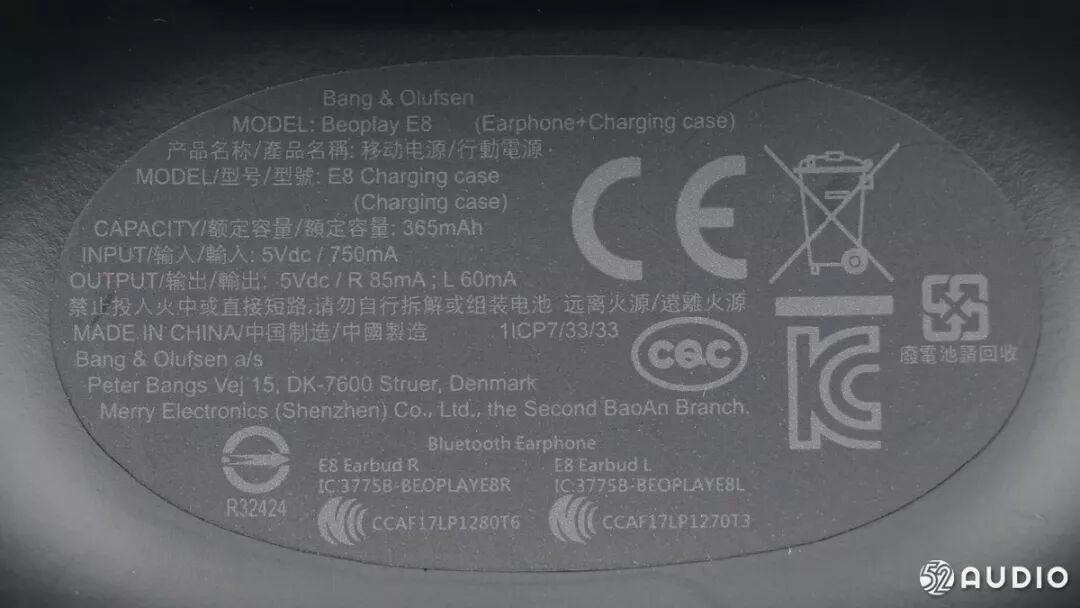 Bang & Olufsen
MODEL: Beoplay E8 (Earphone+Charging case)
产品名称/產品名稱: 移动电源/行動電源
MODEL/型号/型號: E8 Charging case
(Charging case)
CAPACITY/额定容量/額定容量: 365mAh
INPUT/输入/輸入: 5Vdc / 750mA
OUTPUT/输出/輸出: 5Vdc / R 85mA ; L 60mA
禁止投入火中或直接短路.请勿自行拆解或组装电池 远离火源/遠離火源
MADE IN CHINA/中国制造/中國製造 1ICP7/33/33
Bang & Olufsen a/s
Peter Bangs Vej 15, DK-7600 Struer, Denmark
Merry Electronics (Shenzhen) Co., Ltd., the Second BaoAn Branch.
CE
CQC
廢電池請回收
Bluetooth Earphone
E8 Earbud R
IC:3775B-BEOPLAYE8R
CCAF17LP1280T6
E8 Earbud L
IC:3775B-BEOPLAYE8L
CCAF17LP1270T3
R32424
52 AUDIO